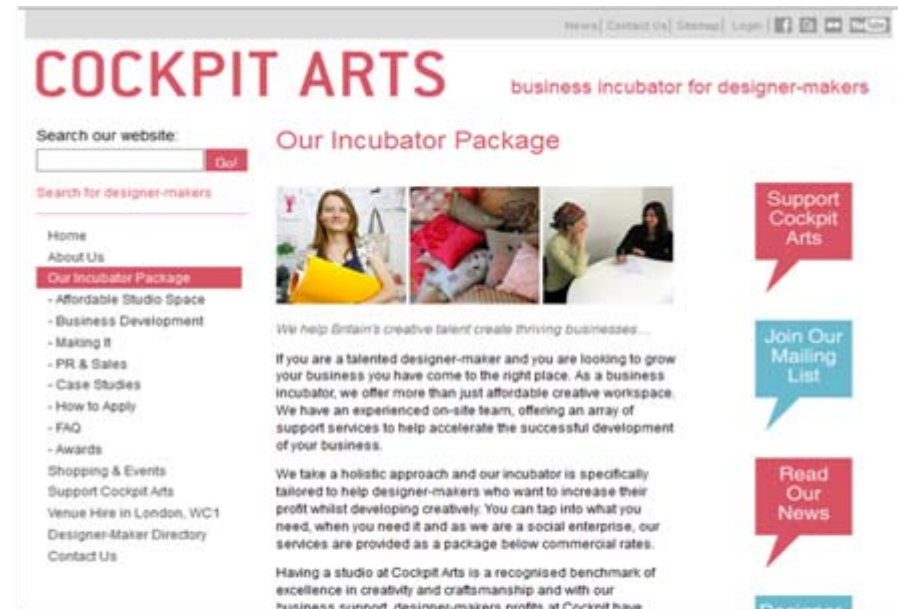 News| Contact Us| Sitemap| Login |
YouTube
COCKPIT ARTS
business incubator for designer-makers
Search our website:
Go!
Search for designer-makers
Home
About Us
Our Incubator Package
- Affordable Studio Space
- Business Development
- Making It
- PR & Sales
- Case Studies
- How to Apply
- FAQ
- Awards
Shopping & Events
Support Cockpit Arts
Venue Hire in London, WC1
Designer-Maker Directory
Contact Us
Our Incubator Package
We help Britain's creative talent create thriving businesses...
If you are a talented designer-maker and you are looking to grow
your business you have come to the right place. As a business
incubator, we offer more than just affordable creative workspace.
We have an experienced on-site team, offering an array of
support services to help accelerate the successful development
of your business.
We take a holistic approach and our incubator is specifically
tailored to help designer-makers who want to increase their
profit whilst developing creatively. You can tap into what you
need, when you need it and as we are a social enterprise, our
services are provided as a package below commercial rates.
Having a studio at Cockpit Arts is a recognised benchmark of
excellence in creativity and craftsmanship and with our
business support, designer-makers profits at Cockpit have
Support
Cockpit
Arts
Join Our
Mailing
List
Read
Our
News